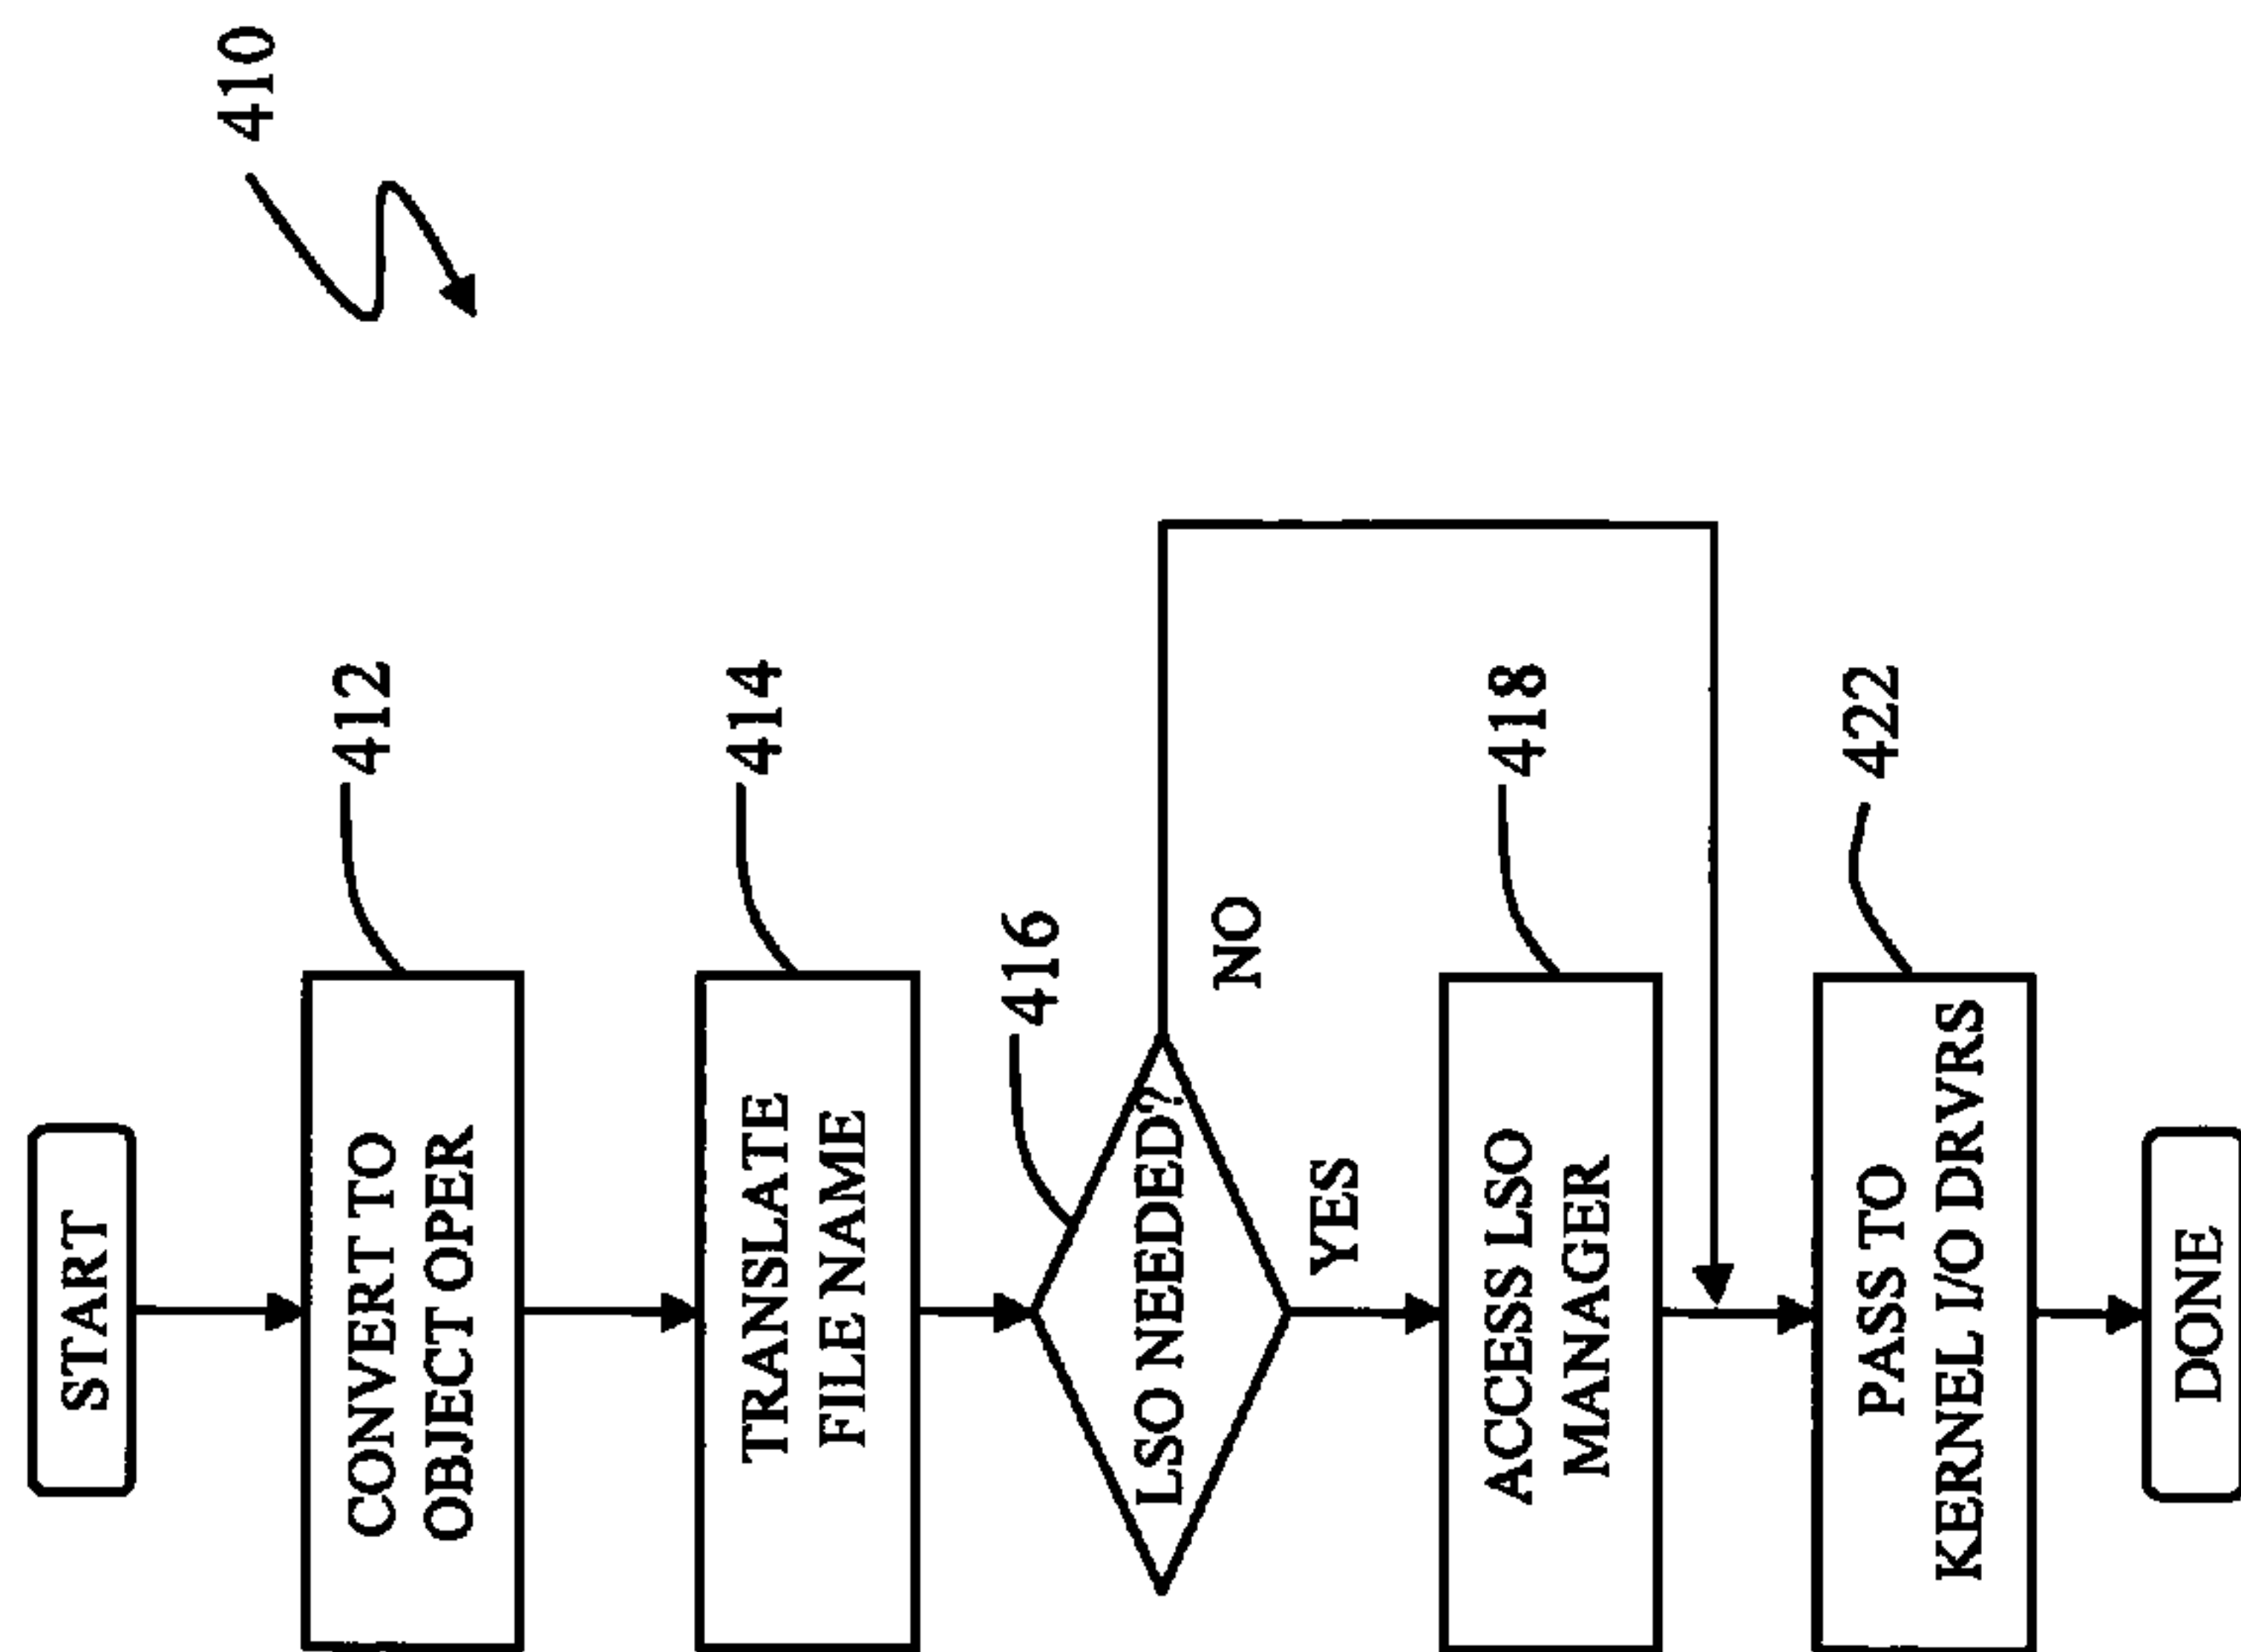 410
START
412
CONVERT TO
OBJECT OPER
414
TRANSLATE
FILE NAME
416
LSO NEEDED?
NO
YES
418
ACCESS LSO
MANAGER
422
PASS TO
KERNEL I/O DRVRS
DONE